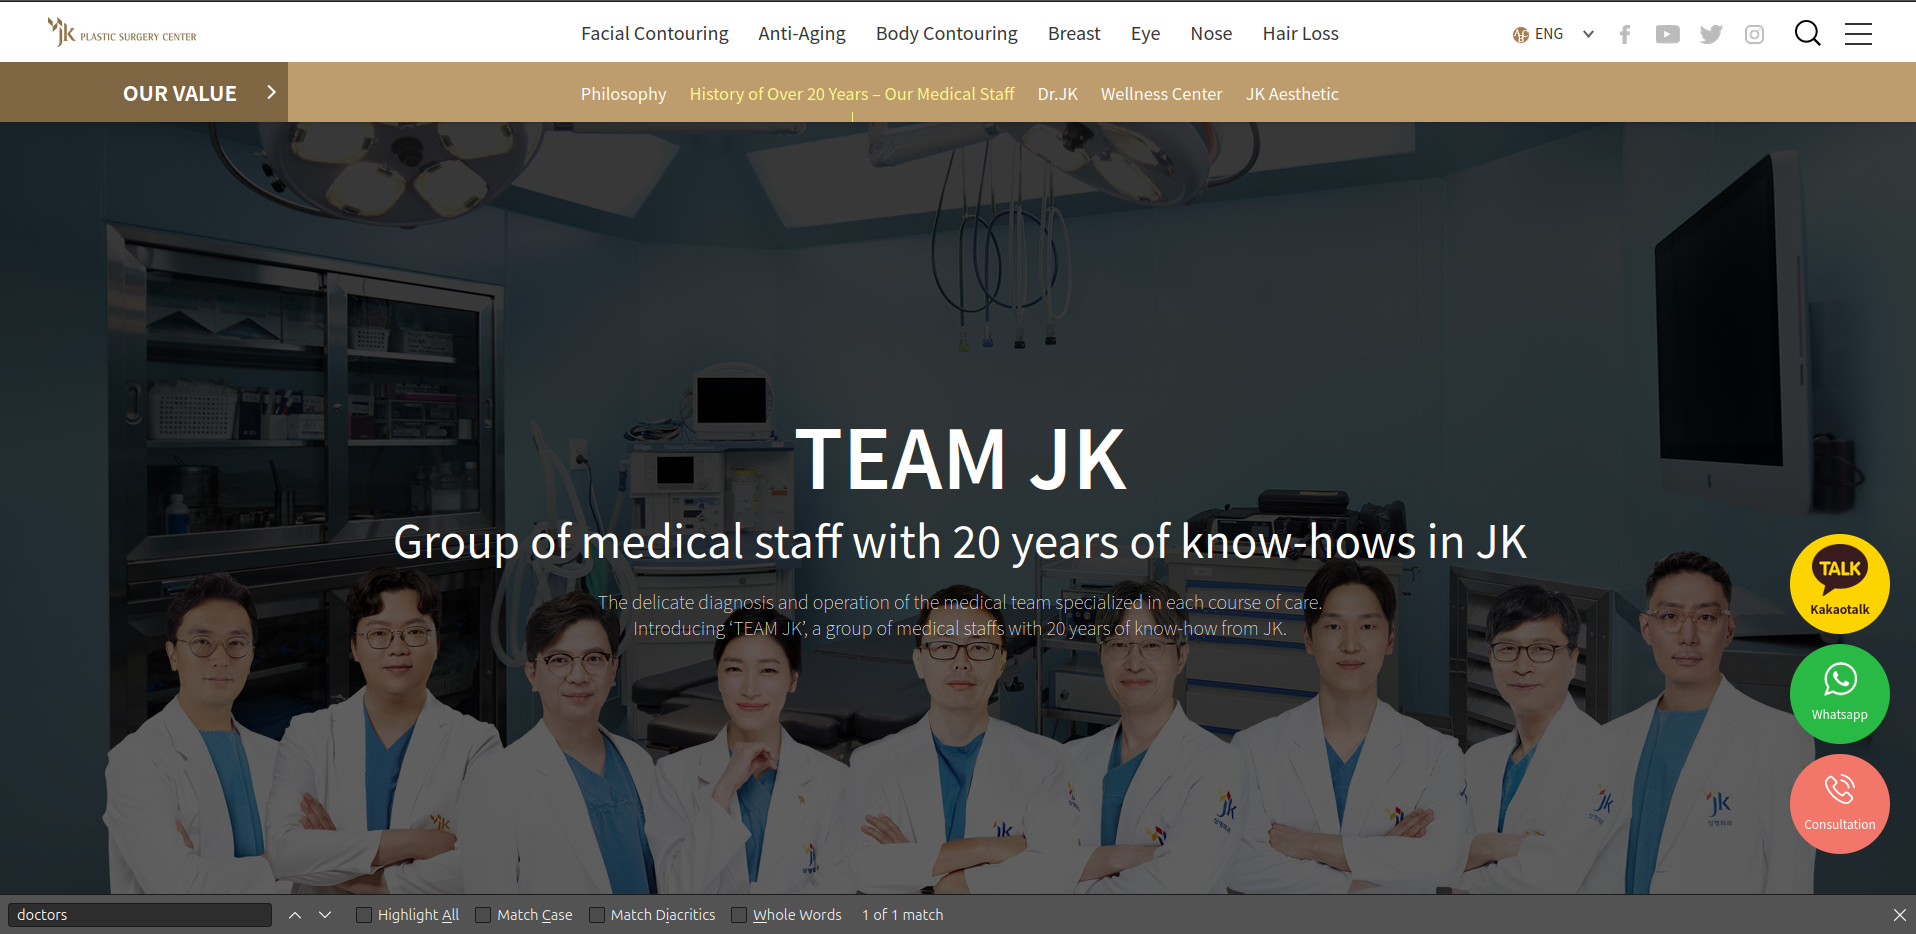 JK PLASTIC SURGERY CENTER
Facial Contouring Anti-Aging Body Contouring Breast Eye Nose Hair Loss
ENG
OUR VALUE
Philosophy History of Over 20 Years – Our Medical Staff Dr.JK Wellness Center JK Aesthetic
TEAM JK
Group of medical staff with 20 years of know-hows in JK
The delicate diagnosis and operation of the medical team specialized in each course of care.
Introducing ‘TEAM JK’, a group of medical staffs with 20 years of know-how from JK.
TALK
Kakaotalk
Whatsapp
Consultation
JK
JK
JK
JK
doctors Highlight All Match Case Match Diacritics Whole Words 1 of 1 match